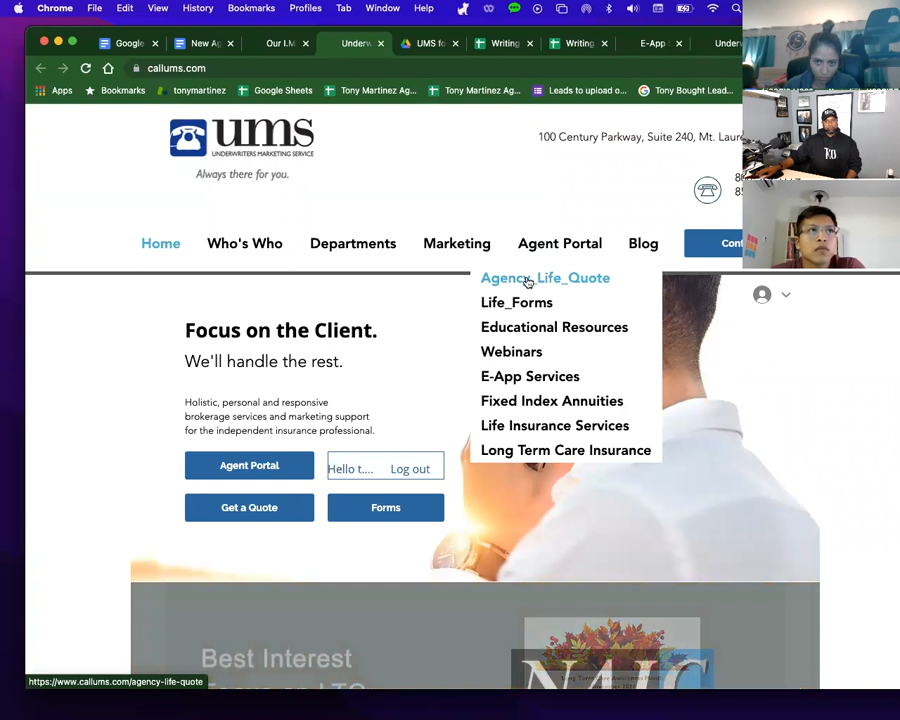 Chrome File Edit View History Bookmarks Profiles Tab Window Help
Google New Ag Our I.M Underw UMS fo Writing Writing E-App : Underw
callums.com
Apps Bookmarks tonymartinez Google Sheets Tony Martinez Ag... Tony Martinez Ag... Leads to upload o... Tony Bought Lead...
ums
UNDERWRITERS MARKETING SERVICE
Always there for you.
100 Century Parkway, Suite 240, Mt. Laure
Home Who's Who Departments Marketing Agent Portal Blog Cont
Agency_Life_Quote
Life_Forms
Educational Resources
Webinars
E-App Services
Fixed Index Annuities
Life Insurance Services
Long Term Care Insurance
Focus on the Client.
We'll handle the rest.
Holistic, personal and responsive
brokerage services and marketing support
for the independent insurance professional.
Agent Portal Hello t.... Log out
Get a Quote Forms
Best Interest
Focus on LTC
NAIC
https://www.callums.com/agency-life-quote